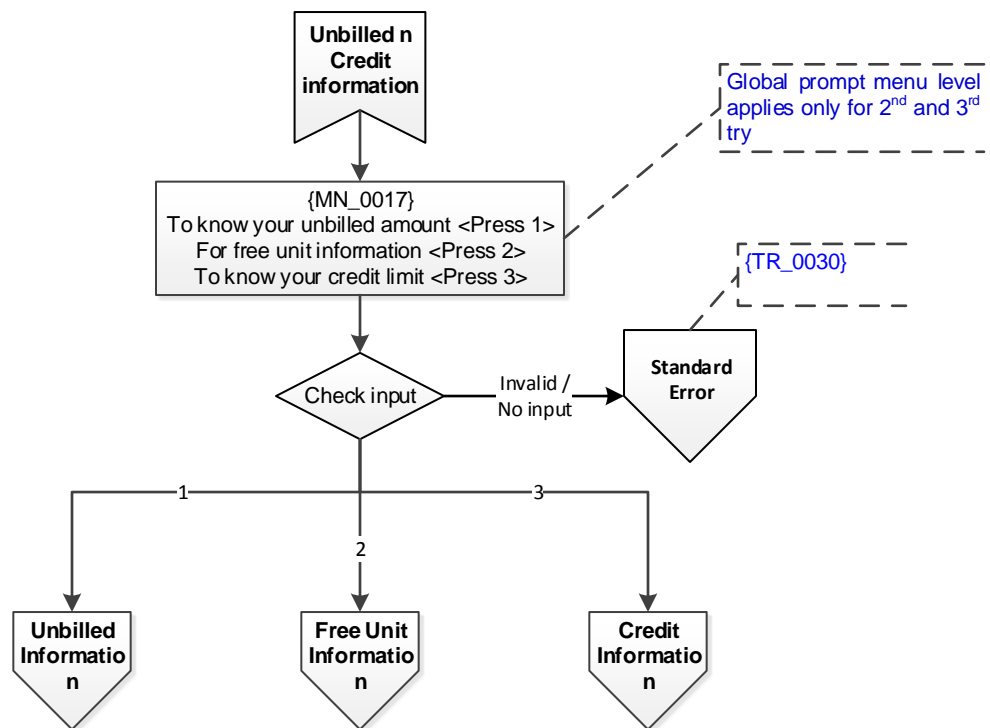 Unbilled n
Credit
information
Global prompt menu level
applies only for 2nd and 3rd
try
{MN_0017}
To know your unbilled amount <Press 1>
For free unit information <Press 2>
To know your credit limit <Press 3>
{TR_0030}
Standard
Error
Check input
Invalid /
No input
1
3
2
Unbilled
Informatio
n
Free Unit
Informatio
n
Credit
Informatio
n